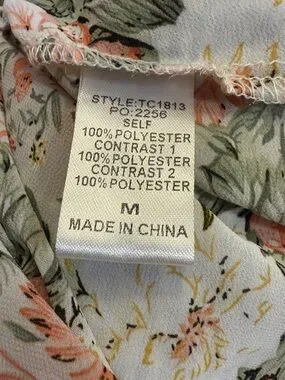 STYLE:TC1813
PO:2256
SELF
100%POLYESTER
CONTRAST 1
100%POLYESTER
CONTRAST 2
100%POLYESTER
M
MADE IN CHINA